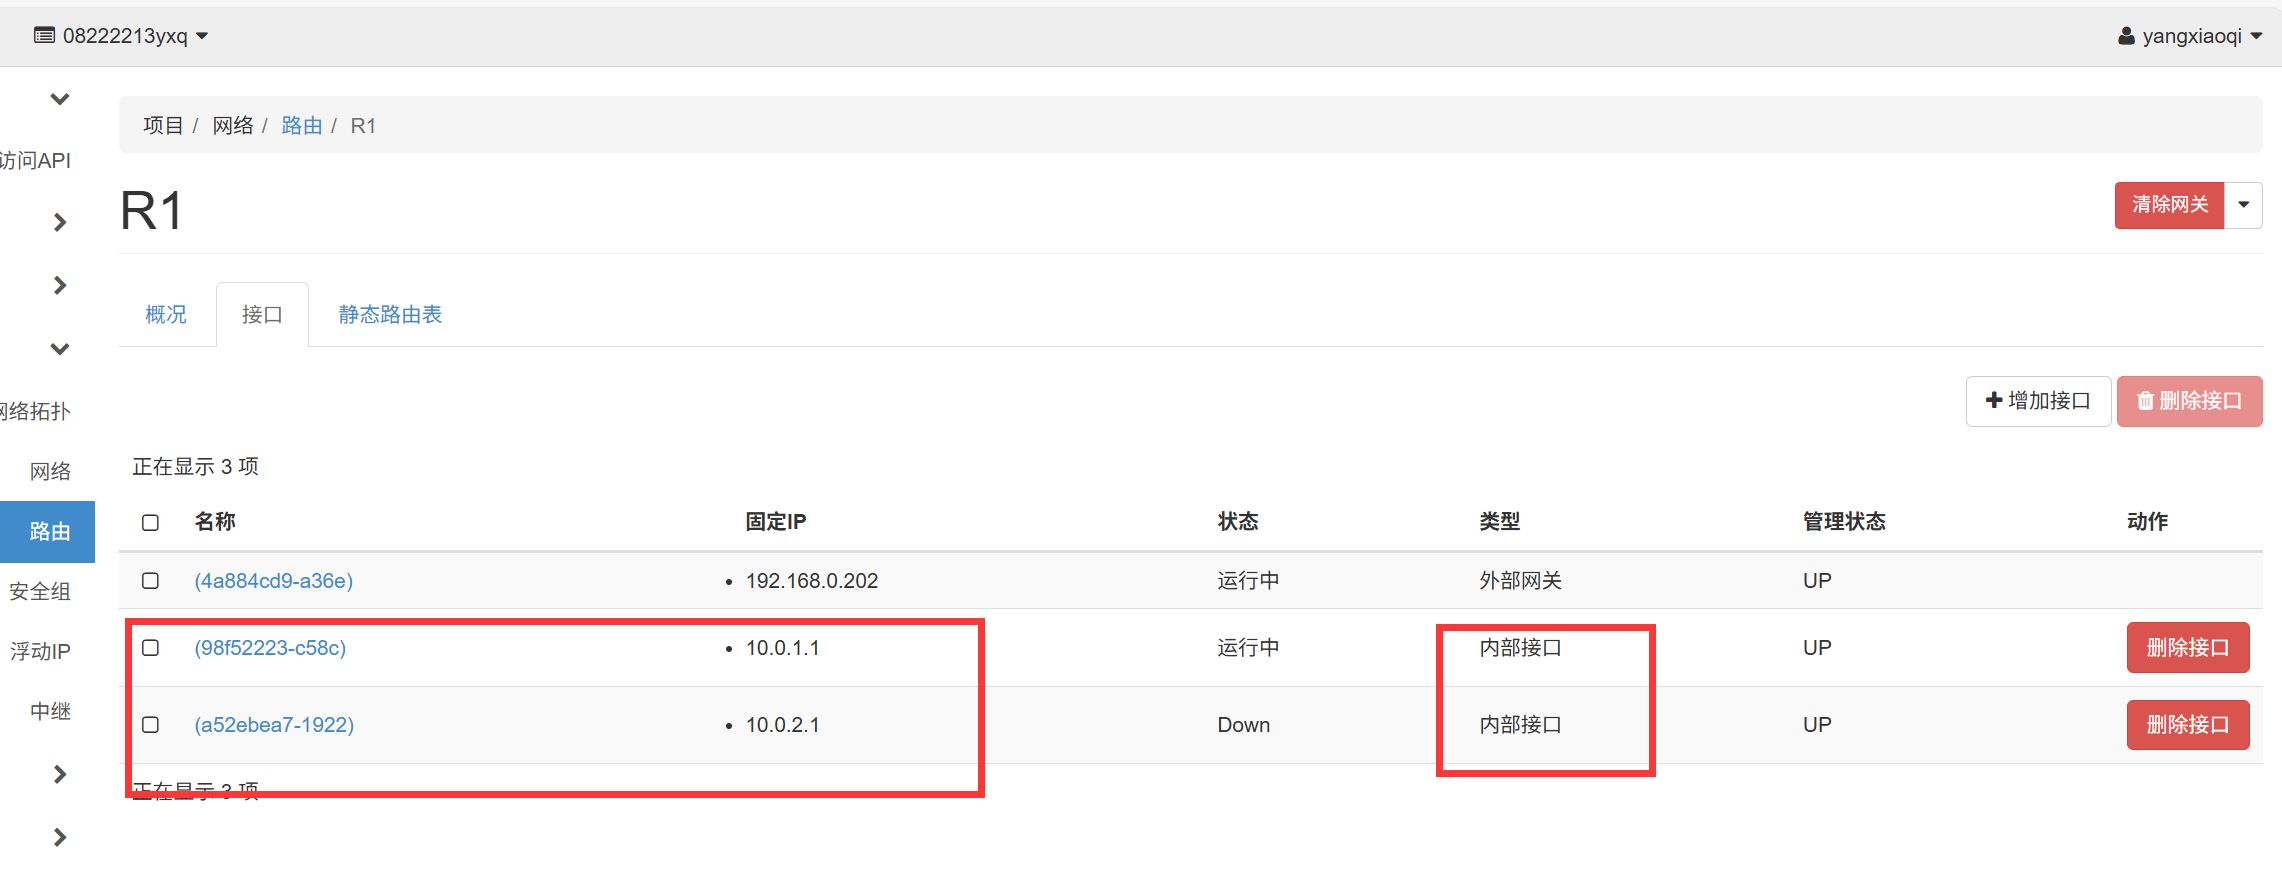 08222213yxq
yangxiaoqi
项目 / 网络 / 路由 / R1
访问API
R1
清除网关
概况
接口
静态路由表
增加接口
删除接口
网络拓扑
正在显示 3 项
网络
名称 固定IP 状态 类型 管理状态 动作
路由
(4a884cd9-a36e) 192.168.0.202 运行中 外部网关 UP
安全组
(98f52223-c58c) 10.0.1.1 运行中 内部接口 UP 删除接口
浮动IP
(a52ebea7-1922) 10.0.2.1 Down 内部接口 UP 删除接口
中继
正在显示 3 项